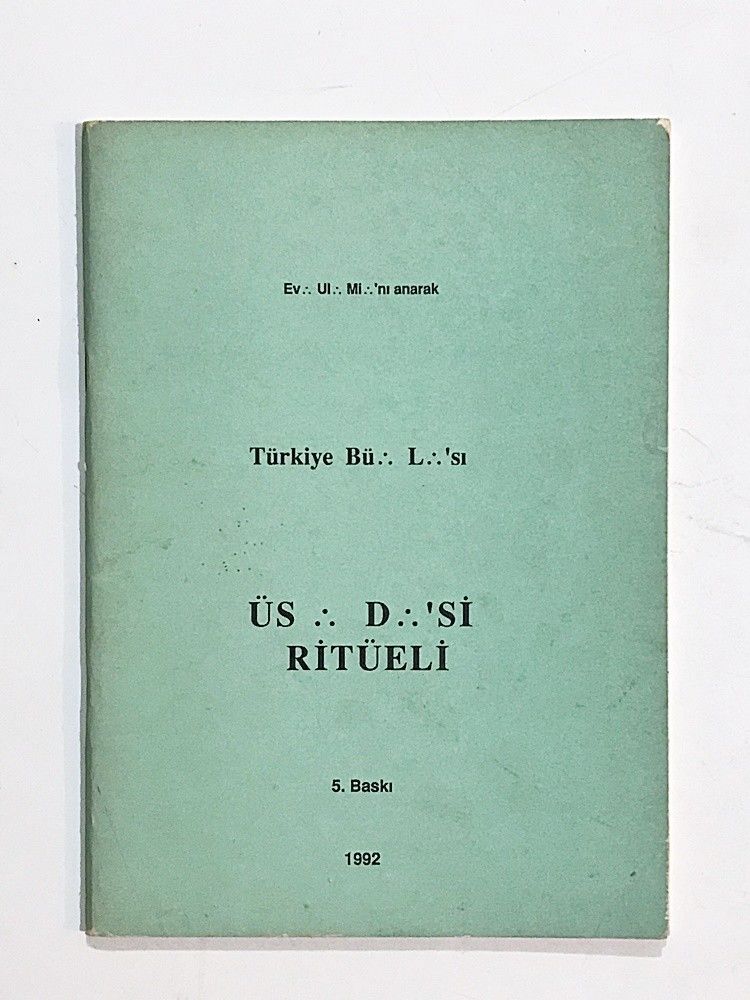 Ev∴ Ul∴ Mi∴'nı anarak
Türkiye Bü∴ L∴'sı
ÜS ∴ D∴'Sİ
RİTÜELİ
5. Baskı
1992